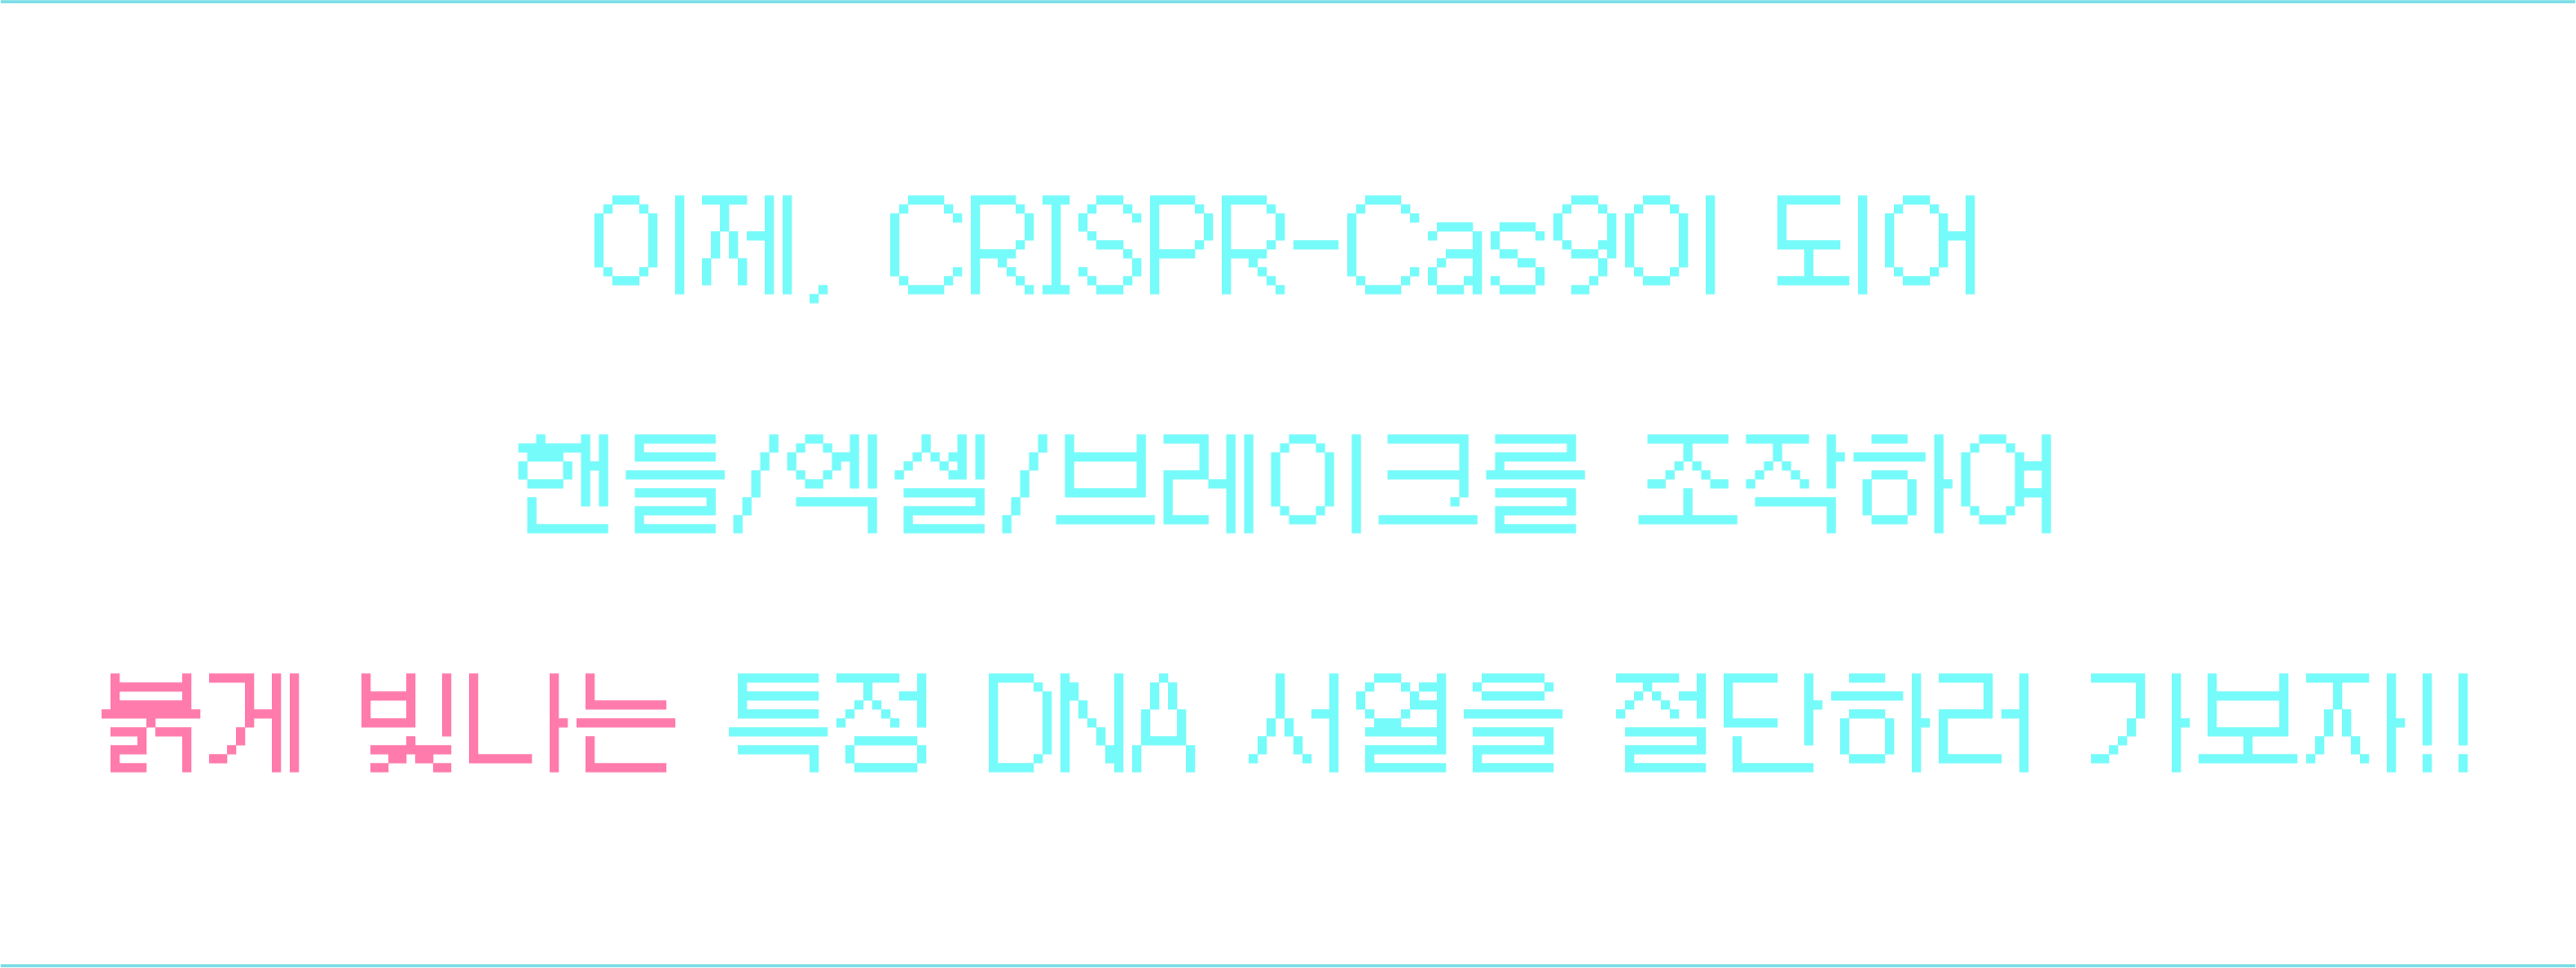 이제, CRISPR-Cas9이 되어
핸들/엑셀/브레이크를 조작하여
붉게 빛나는 특정 DNA 서열을 절단하러 가보자!!